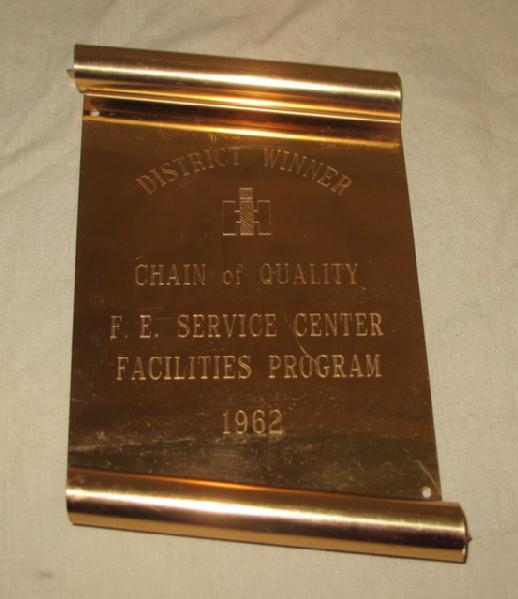 DISTRICT WINNER
CHAIN of QUALITY
F. E. SERVICE CENTER
FACILITIES PROGRAM
1962